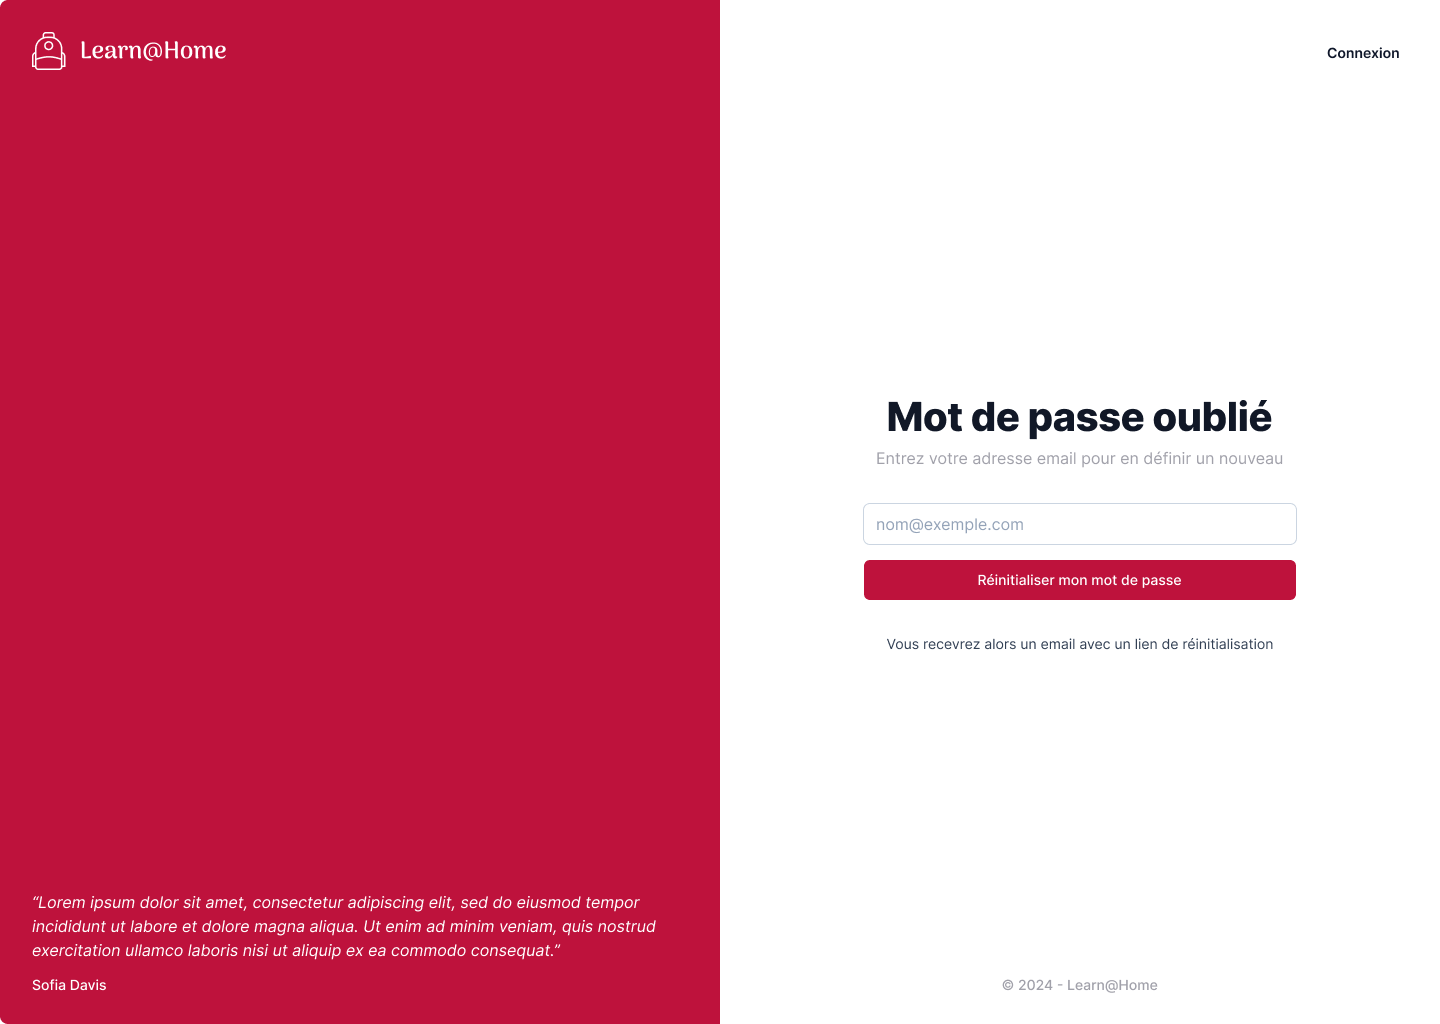 Learn@Home
Connexion
Mot de passe oublié
Entrez votre adresse email pour en définir un nouveau
nom@exemple.com
Réinitialiser mon mot de passe
Vous recevrez alors un email avec un lien de réinitialisation
“Lorem ipsum dolor sit amet, consectetur adipiscing elit, sed do eiusmod tempor
incididunt ut labore et dolore magna aliqua. Ut enim ad minim veniam, quis nostrud
exercitation ullamco laboris nisi ut aliquip ex ea commodo consequat.”
Sofia Davis
© 2024 - Learn@Home